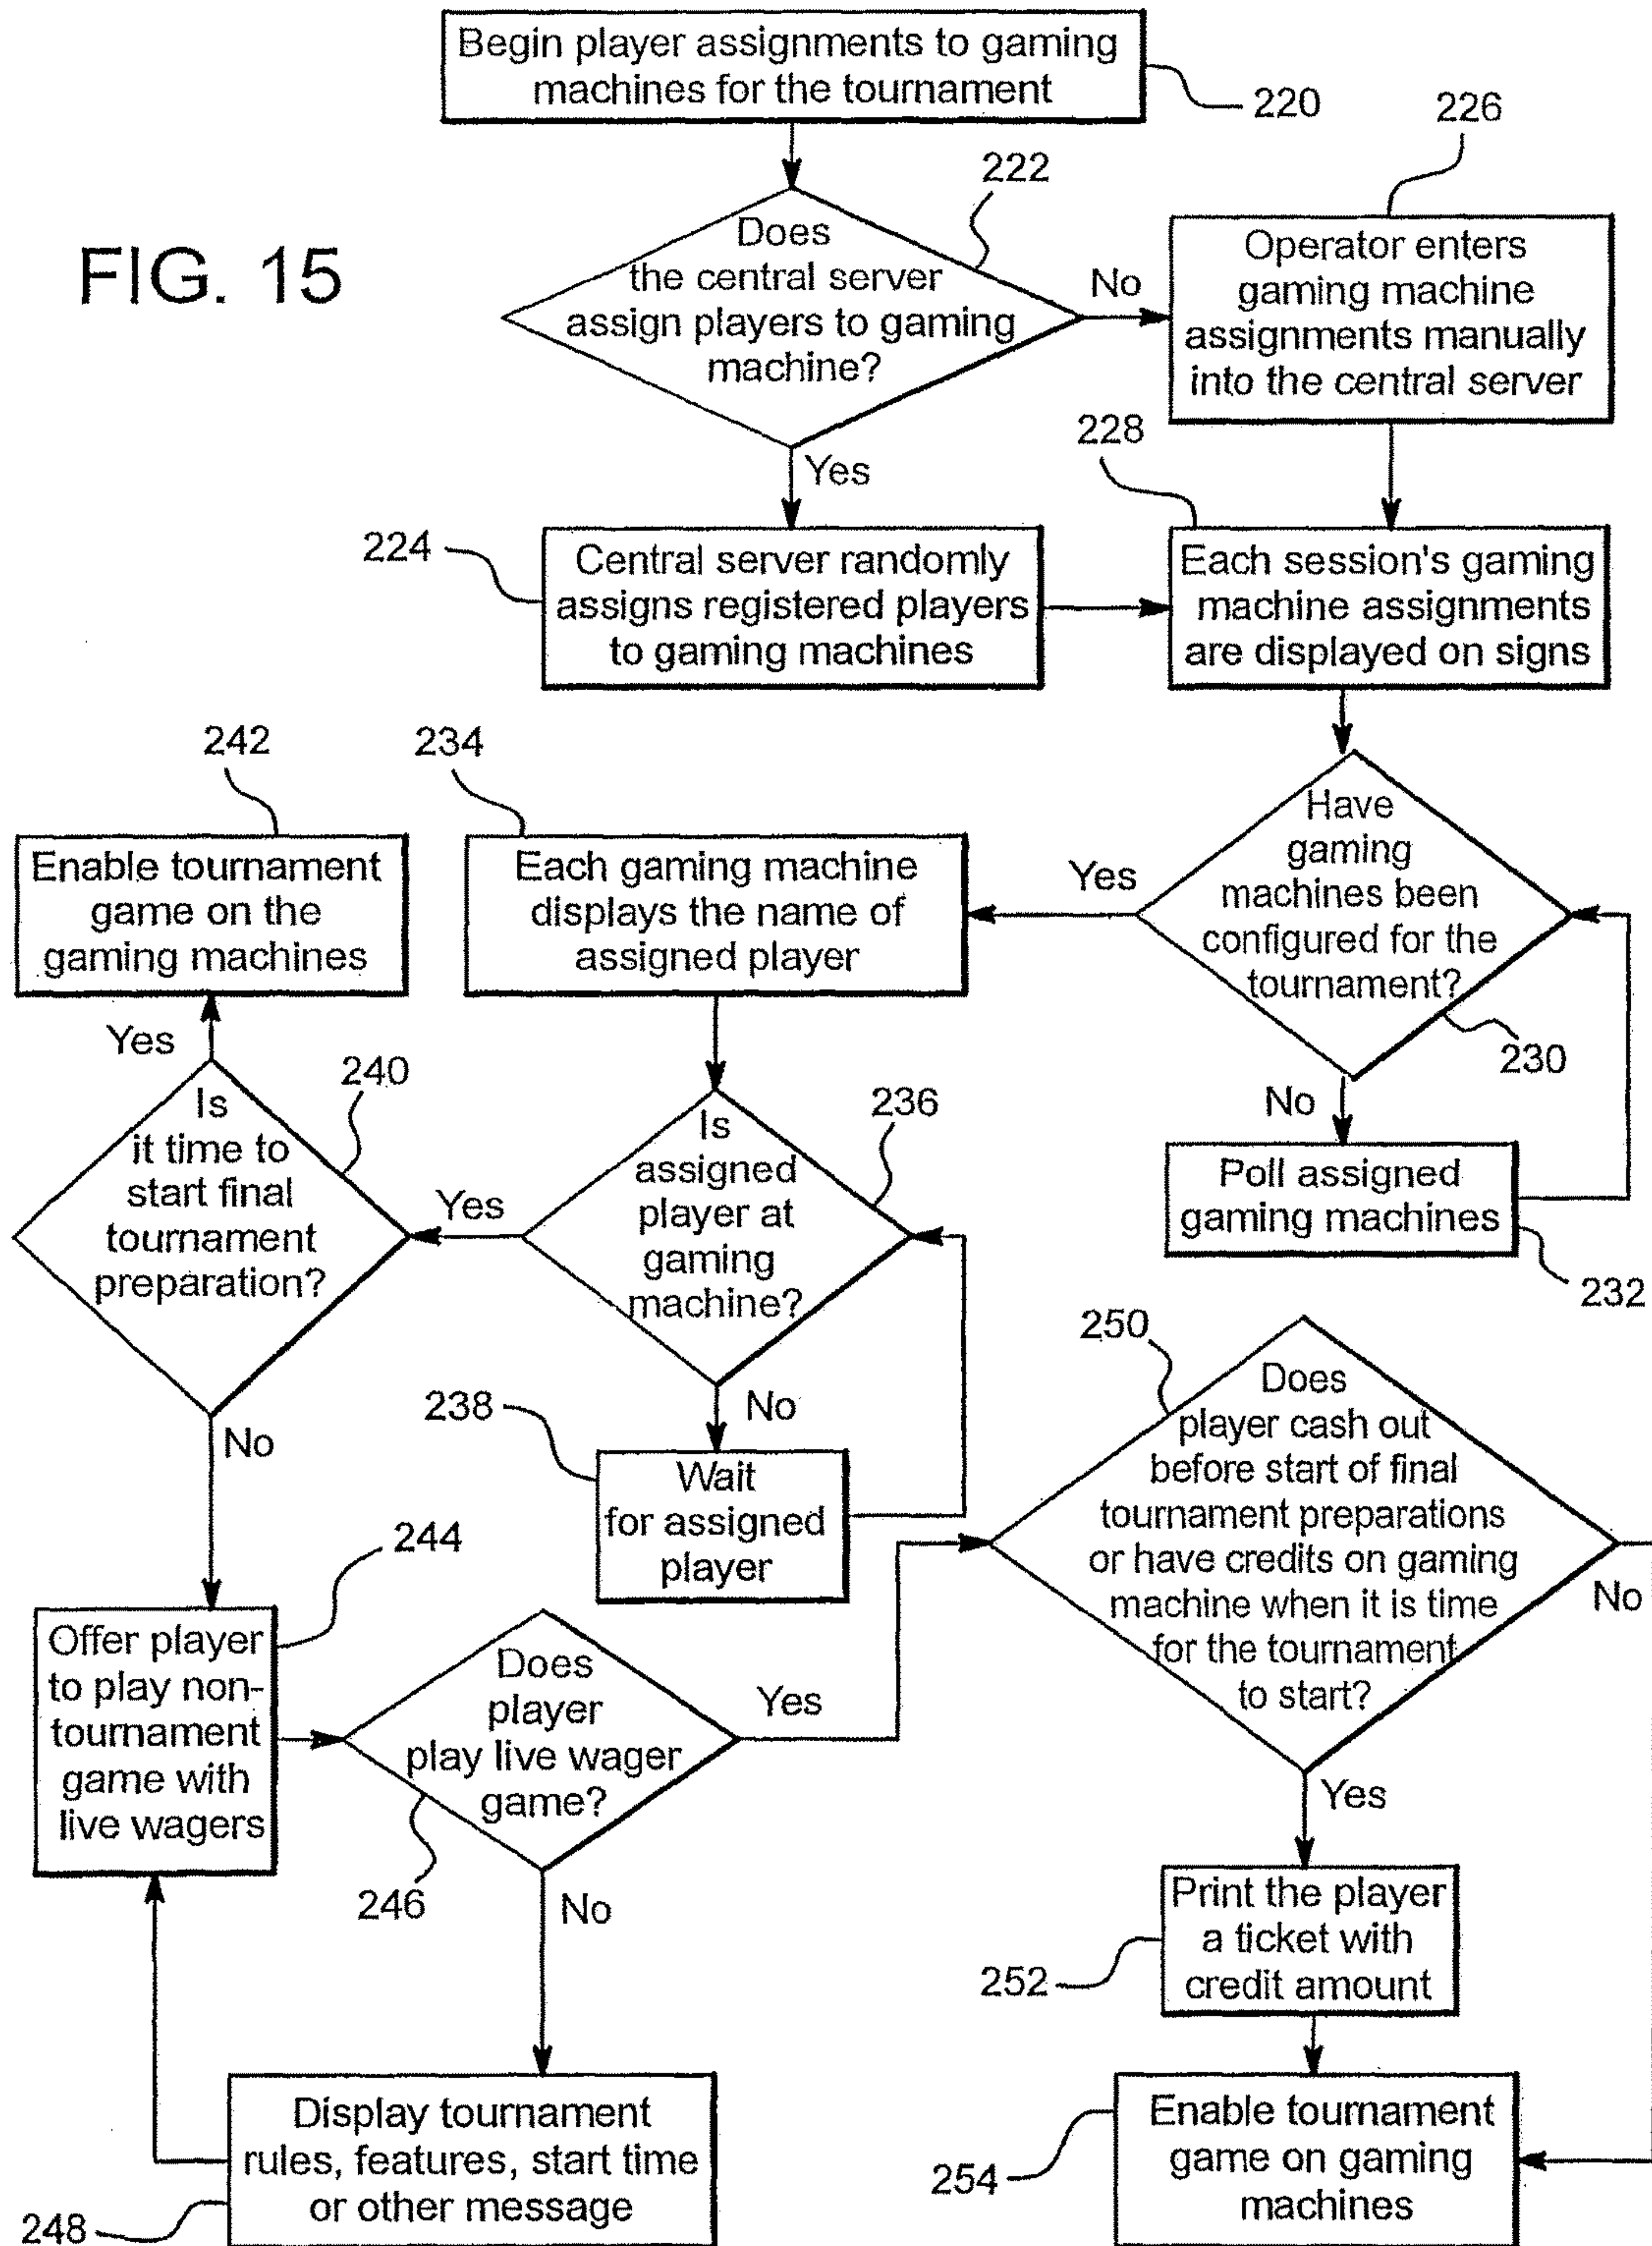 Begin player assignments to gaming
machines for the tournament
220
226
222
FIG. 15
Does
the central server
assign players to gaming
machine?
No
Operator enters
gaming machine
assignments manually
into the central server
Yes
228
224
Central server randomly
assigns registered players
to gaming machines
Each session's gaming
machine assignments
are displayed on signs
242
234
Enable tournament
game on the
gaming machines
Each gaming machine
displays the name of
assigned player
Yes
Have
gaming
machines been
configured for the
tournament?
230
No
Poll assigned
gaming machines
232
Yes
240
Is
it time to
start final
tournament
preparation?
Yes
236
Is
assigned
player at
gaming
machine?
No
238
Wait
for assigned
player
No
244
Offer player
to play non-
tournament
game with
live wagers
Does
player
play live wager
game?
246
Yes
No
250
Does
player cash out
before start of final
tournament preparations
or have credits on gaming
machine when it is time
for the tournament
to start?
No
Yes
Print the player
a ticket with
credit amount
252
Display tournament
rules, features, start time
or other message
248
Enable tournament
game on gaming
machines
254